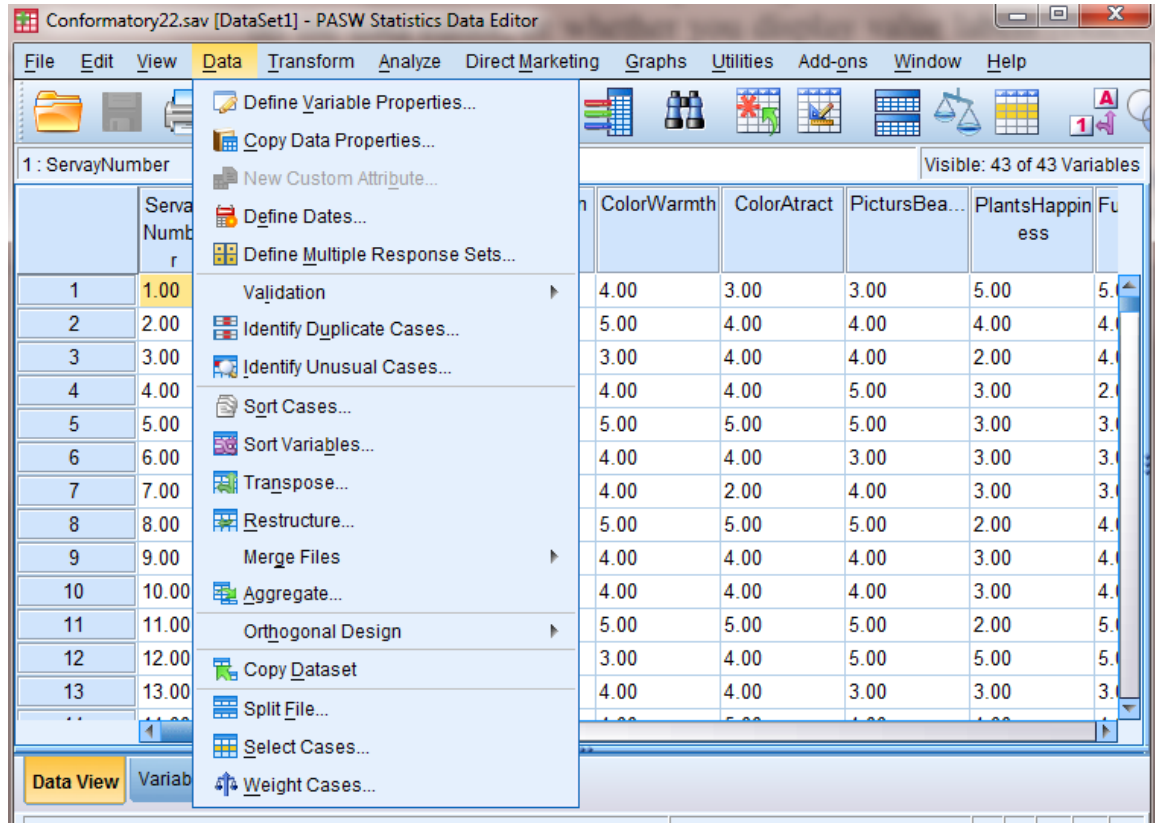 Conformatory22.sav [DataSet1] - PASW Statistics Data Editor
File Edit View Data Transform Analyze Direct Marketing Graphs Utilities Add-ons Window Help
1 : ServayNumber Visible: 43 of 43 Variables
Define Variable Properties...
Copy Data Properties...
New Custom Attribute...
Define Dates...
Define Multiple Response Sets...
Validation
Identify Duplicate Cases...
Identify Unusual Cases...
Sort Cases...
Sort Variables...
Transpose...
Restructure...
Merge Files
Aggregate...
Orthogonal Design
Copy Dataset
Split File...
Select Cases...
Weight Cases...
ColorWarmth ColorAtract PictursBea... PlantsHappin
ess
1 1.00 4.00 3.00 3.00 5.00
2 2.00 5.00 4.00 4.00 4.00
3 3.00 3.00 4.00 4.00 2.00
4 4.00 4.00 4.00 5.00 3.00
5 5.00 5.00 5.00 5.00 3.00
6 6.00 4.00 4.00 3.00 3.00
7 7.00 4.00 2.00 4.00 3.00
8 8.00 5.00 5.00 5.00 2.00
9 9.00 4.00 4.00 4.00 3.00
10 10.00 4.00 4.00 4.00 3.00
11 11.00 5.00 5.00 5.00 2.00
12 12.00 3.00 4.00 5.00 5.00
13 13.00 4.00 4.00 3.00 3.00
Data View Variab